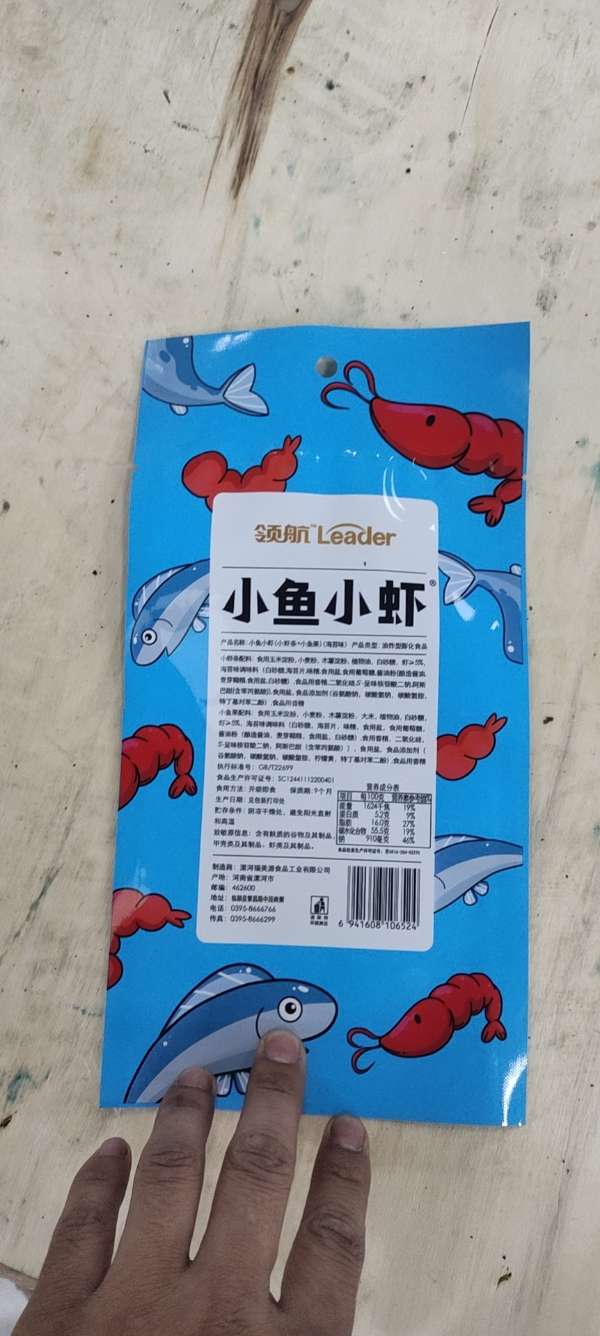 领航™Leader
小鱼小虾®
产品名称: 小鱼小虾(小虾条+小鱼果)(海苔味) 产品类型: 油炸型膨化食品
小虾条配料: 食用玉米淀粉,小麦粉,木薯淀粉,植物油,白砂糖,虾≥5%,
海苔味调味料(白砂糖,海苔片,味精,食用盐,食用葡萄糖,酱油粉(酿造酱油,
麦芽糊精,食用盐,白砂糖),食用香精,二氧化硅,5'-呈味核苷酸二钠,阿斯
巴甜(含苯丙氨酸)),食用盐,食品添加剂(谷氨酸钠,碳酸氢钠,碳酸氢铵,
特丁基对苯二酚),食品用香精
小鱼果配料: 食用玉米淀粉, 小麦粉, 木薯淀粉, 大米, 植物油, 白砂糖,
虾≥5%, 海苔味调味料(白砂糖, 海苔片, 味精, 食用盐, 食用葡萄糖,
酱油粉(酿造酱油, 麦芽糊精, 食用盐, 白砂糖)食用香精, 二氧化硅,
5'-呈味核苷酸二钠, 阿斯巴甜(含苯丙氨酸)), 食用盐, 食品添加剂(
谷氨酸钠, 碳酸氢钠, 碳酸氢铵, 柠檬黄, 特丁基对苯二酚),食品用香精
执行标准号: GB/T22699
食品生产许可证号: SC12441112200401
食用方法: 开袋即食 保质期: 9个月
生产日期: 见包装打印处
贮存条件: 阴凉干燥处, 避免阳光直射
和高温
致敏原信息: 含有麸质的谷物及其制品,
甲壳类及其制品, 虾类及其制品。
营养成分表
项目 每100克 营养素参考值%
能量 1624千焦 19%
蛋白质 5.2克 9%
脂肪 16.0克 27%
碳水化合物 55.5克 19%
钠 910毫克 46%
制造商: 漯河瑞美源食品工业有限公司
产地: 河南省漯河市
邮编: 462600
电话: 0395-8666766
传真: 0395-8666299
6 941608 106524